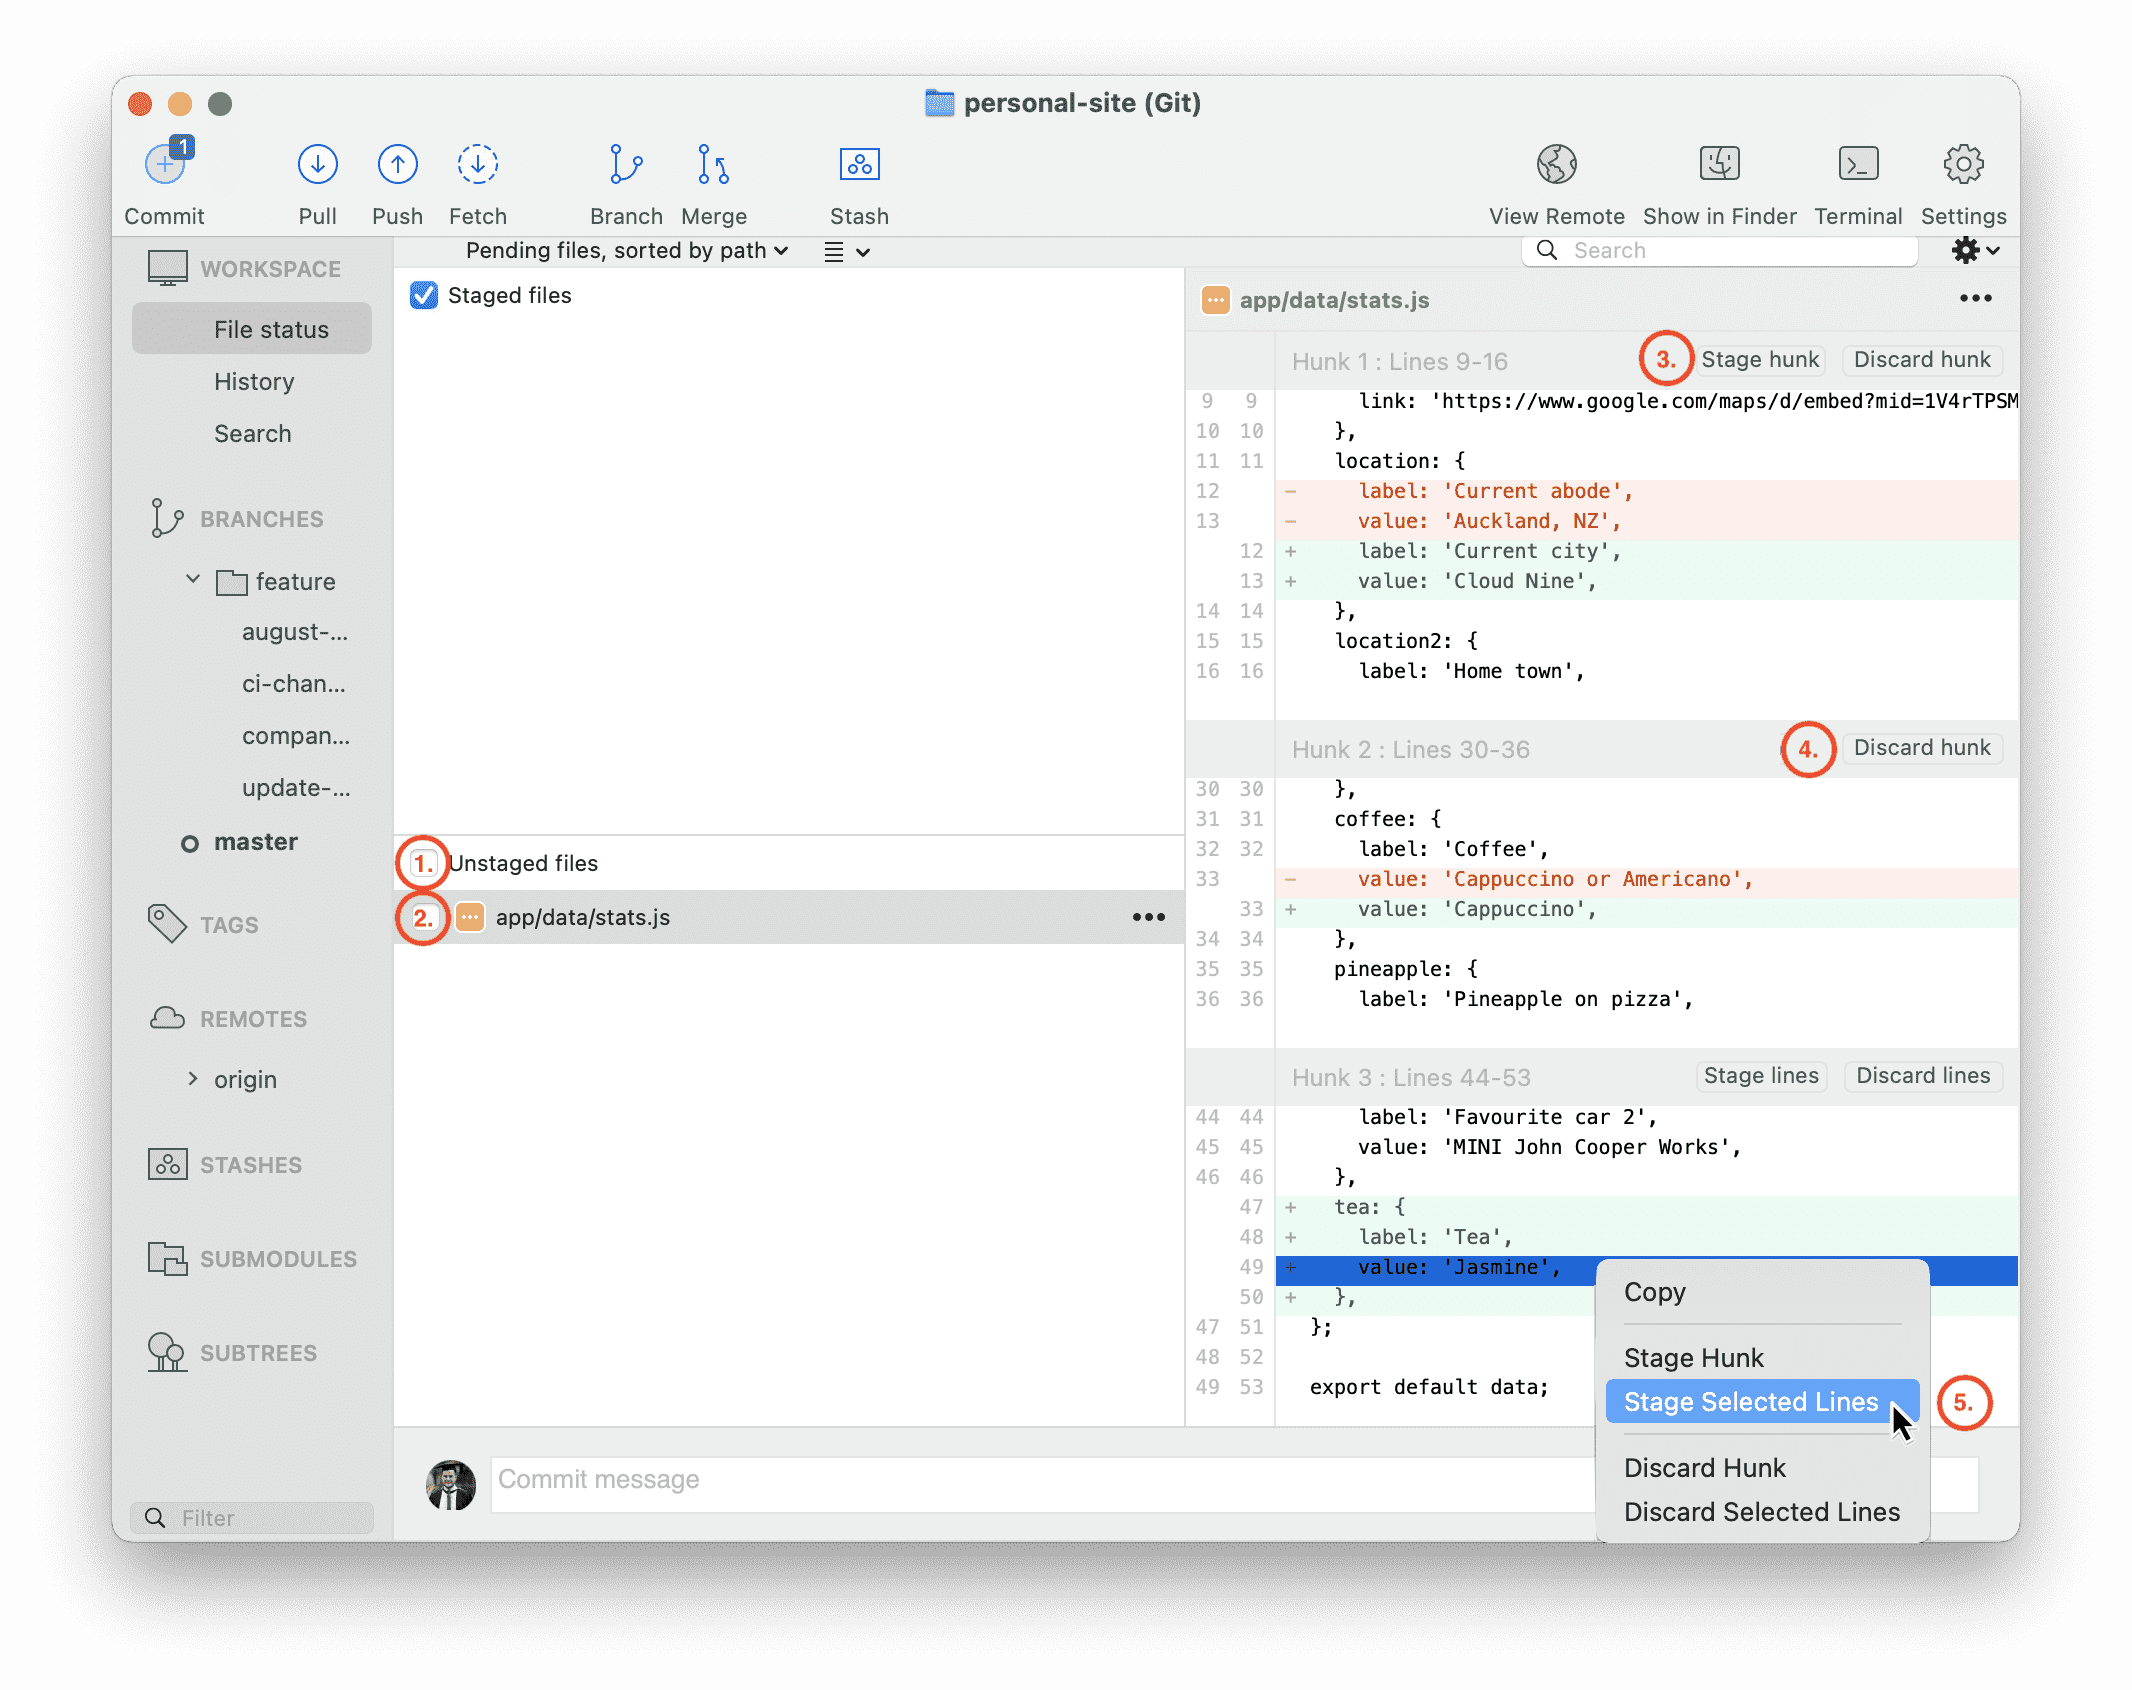 personal-site (Git)
1
Commit
Pull
Push
Fetch
Branch
Merge
Stash
View Remote
Show in Finder
Terminal
Settings
Pending files, sorted by path
Search
WORKSPACE
File status
History
Search
BRANCHES
feature
august-...
ci-chan...
compan...
update-...
master
TAGS
REMOTES
origin
STASHES
SUBMODULES
SUBTREES
Filter
Staged files
1. Unstaged files
2. app/data/stats.js
app/data/stats.js
Hunk 1 : Lines 9-16 3. Stage hunk Discard hunk
9 9 link: 'https://www.google.com/maps/d/embed?mid=1V4rTPSM
10 10 },
11 11 location: {
12 - label: 'Current abode',
13 - value: 'Auckland, NZ',
12 + label: 'Current city',
13 + value: 'Cloud Nine',
14 14 },
15 15 location2: {
16 16 label: 'Home town',
Hunk 2 : Lines 30-36 4. Discard hunk
30 30 },
31 31 coffee: {
32 32 label: 'Coffee',
33 - value: 'Cappuccino or Americano',
33 + value: 'Cappuccino',
34 34 },
35 35 pineapple: {
36 36 label: 'Pineapple on pizza',
Hunk 3 : Lines 44-53 Stage lines Discard lines
44 44 label: 'Favourite car 2',
45 45 value: 'MINI John Cooper Works',
46 46 },
47 + tea: {
48 + label: 'Tea',
49 + value: 'Jasmine',
50 + },
47 51 };
48 52
49 53 export default data;
Copy
Stage Hunk
Stage Selected Lines 5.
Discard Hunk
Discard Selected Lines
Commit message